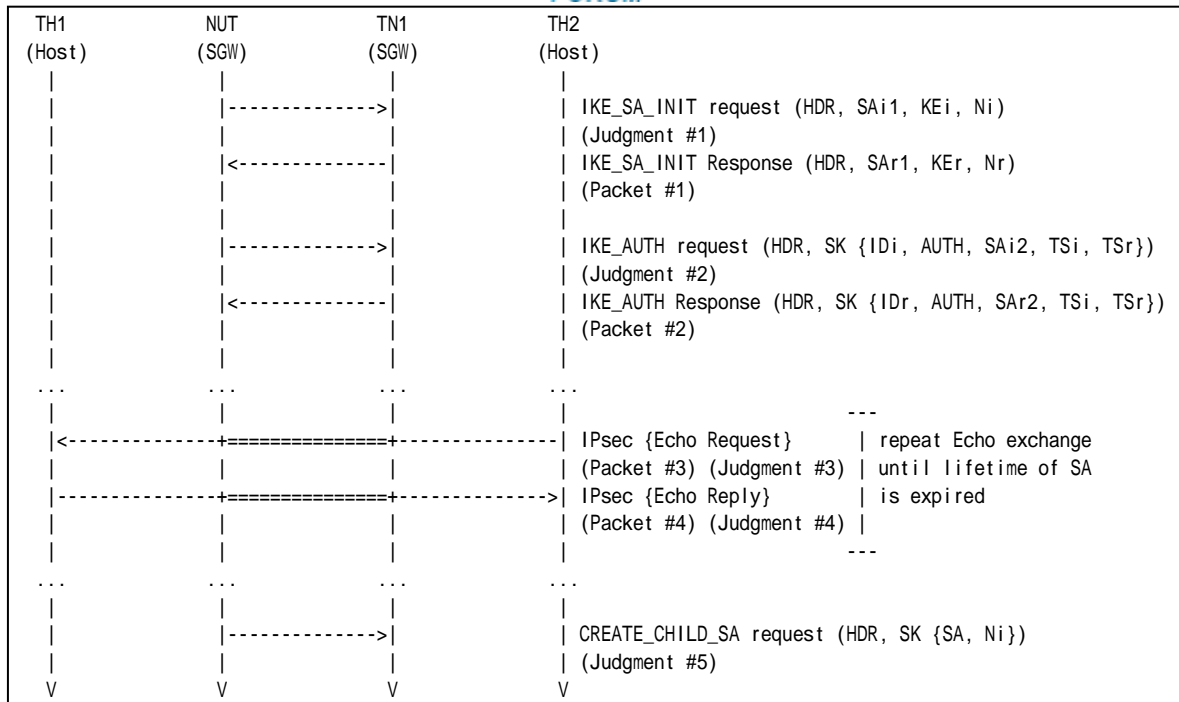 TH1 NUT TN1 TH2
(Host) (SGW) (SGW) (Host)
| | | |
| |-------------->| | IKE_SA_INIT request (HDR, SAi1, KEi, Ni)
| | | | (Judgment #1)
| |<--------------| | IKE_SA_INIT Response (HDR, SAr1, KEr, Nr)
| | | | (Packet #1)
| | | |
| |-------------->| | IKE_AUTH request (HDR, SK {IDi, AUTH, SAi2, TSi, TSr})
| | | | (Judgment #2)
| |<--------------| | IKE_AUTH Response (HDR, SK {IDr, AUTH, SAr2, TSi, TSr})
| | | | (Packet #2)
| | | |
... ... ... ...
| | | | ---
|<--------------+===============+--------------| IPsec {Echo Request} | repeat Echo exchange
| | | | (Packet #3) (Judgment #3) | until lifetime of SA
|---------------+===============+------------->| IPsec {Echo Reply} | is expired
| | | | (Packet #4) (Judgment #4) |
| | | | ---
... ... ... ...
| | | |
| |-------------->| | CREATE_CHILD_SA request (HDR, SK {SA, Ni})
| | | | (Judgment #5)
V V V V